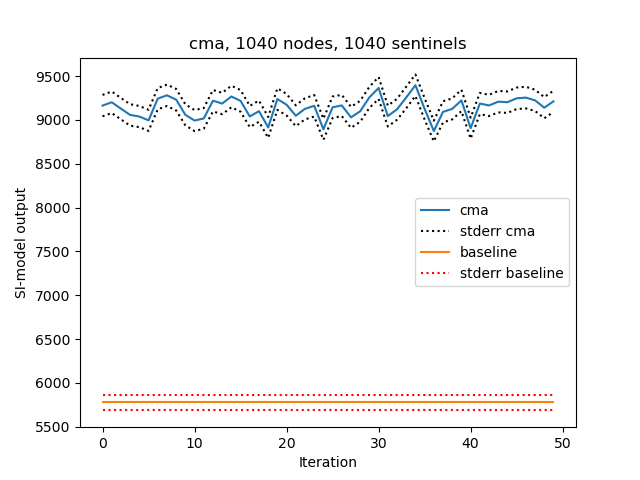 cma, 1040 nodes, 1040 sentinels
SI-model output
9500
9000
8500
8000
7500
7000
6500
6000
5500
cma
stderr cma
baseline
stderr baseline
0 10 20 30 40 50
Iteration